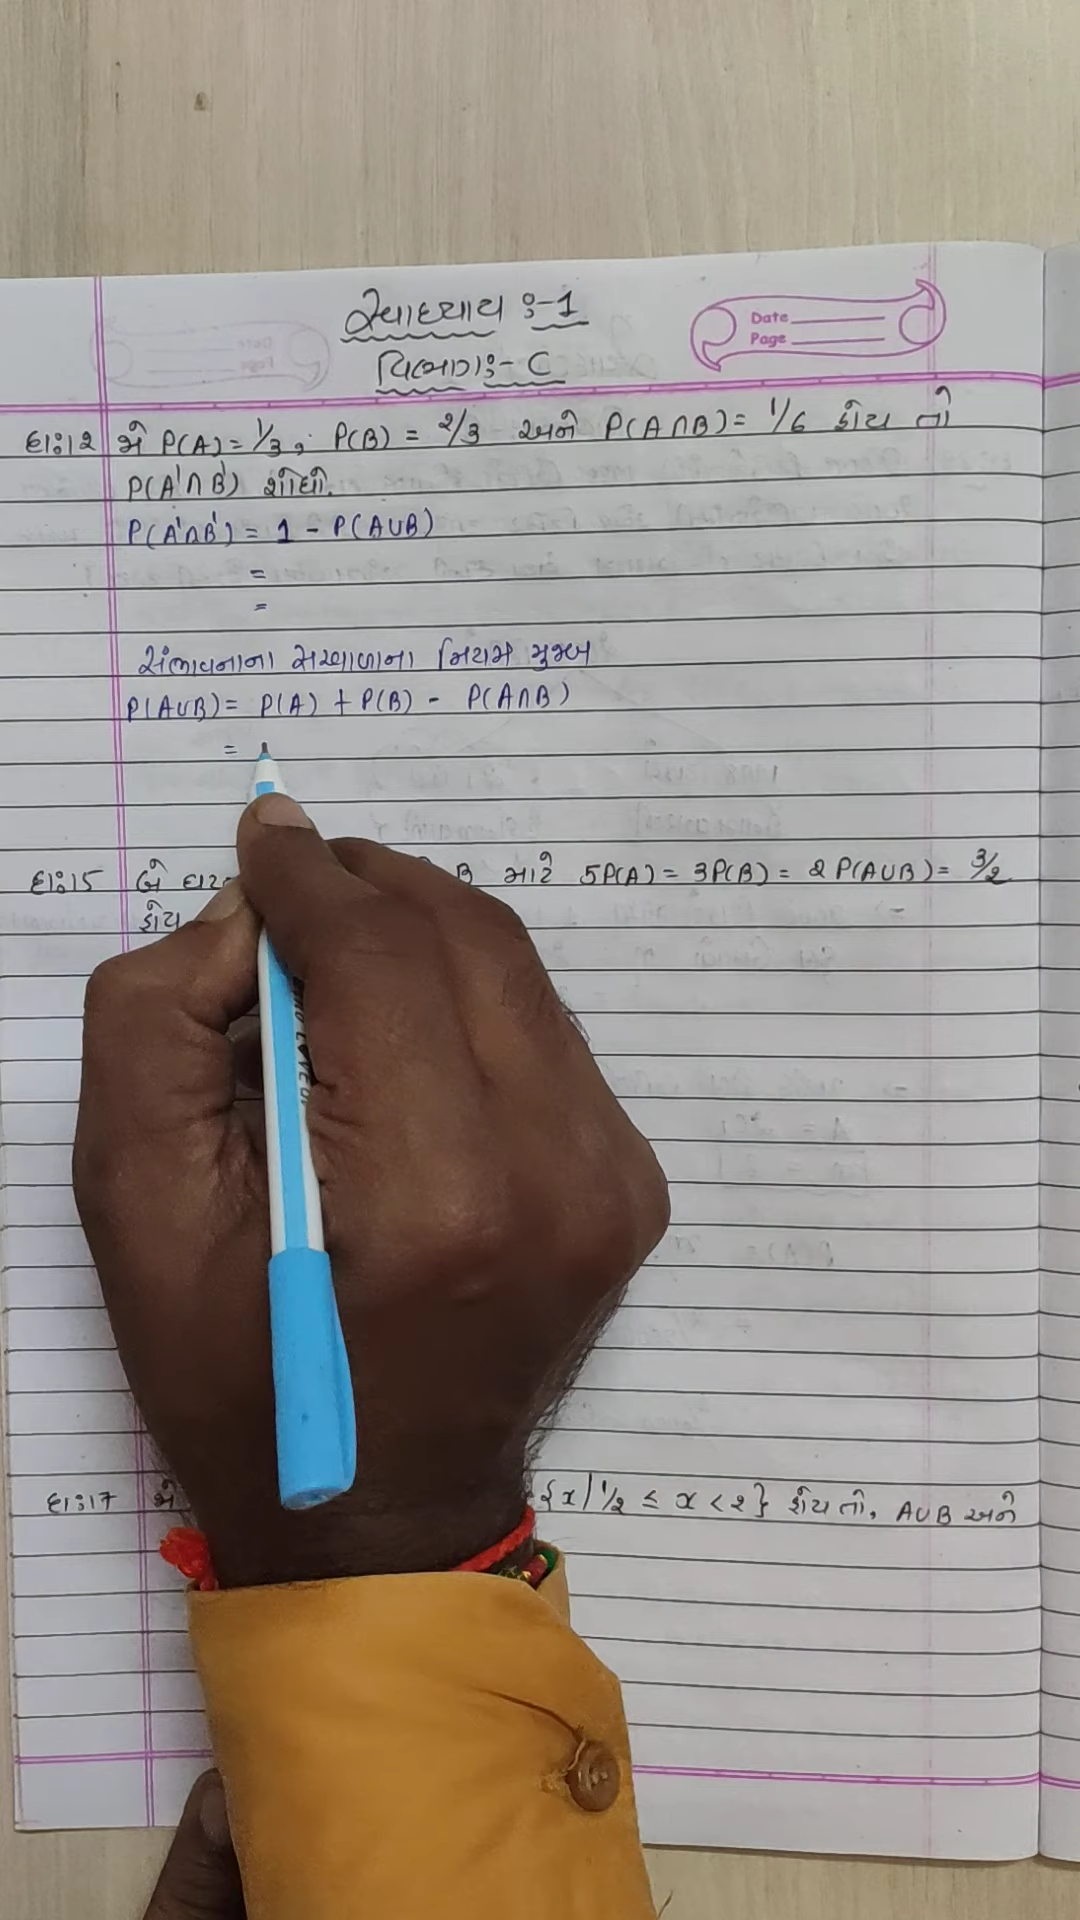 સ્વાધ્યાય :-1
વિભાગ :- C
Date
Page
દા:12 જો P(A) = 1/3, P(B) = 2/3 અને P(A∩B) = 1/6 હોય તો
P(A'∩B') શોધો.
P(A'∩B') = 1 - P(A∪B)
=
=
સંભાવનાના સરવાળાના નિયમ મુજબ
P(A∪B) = P(A) + P(B) - P(A∩B)
=
દા:15 બે B માટે 5P(A) = 3P(B) = 2P(A∪B) = 3/2
હોય
દા:17 જો {x | 1/2 ≤ x < 2} હોય તો, A∪B અને